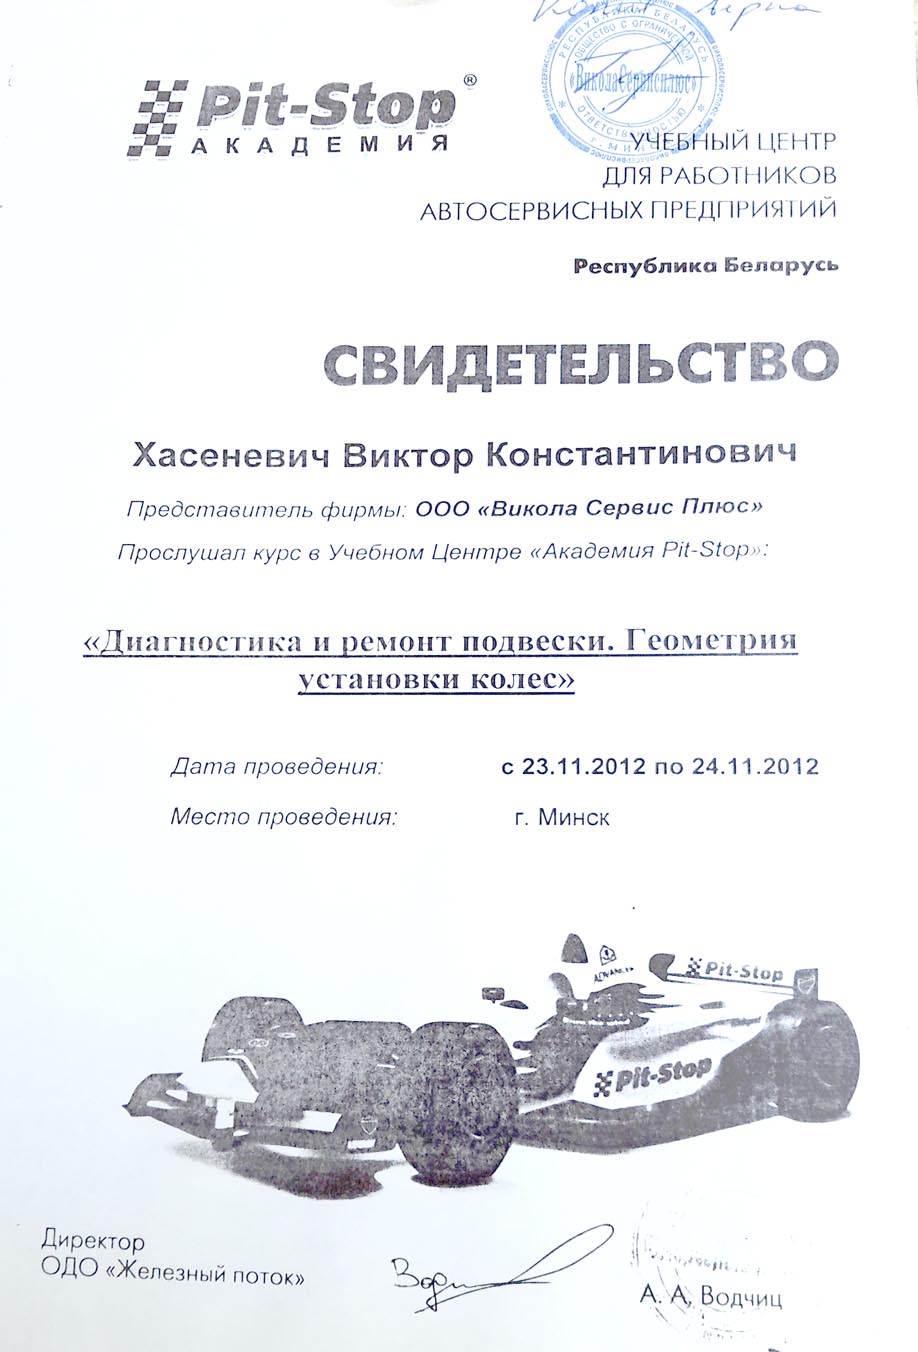 Копия верна
РЕСПУБЛИКА БЕЛАРУСЬ
ОБЩЕСТВО С ОГРАНИЧЕННОЙ
«ВиколаСервисплюс»
ОТВЕТСТВЕННОСТЬЮ
г. МИНСК
Pit-Stop®
АКАДЕМИЯ
УЧЕБНЫЙ ЦЕНТР
ДЛЯ РАБОТНИКОВ
АВТОСЕРВИСНЫХ ПРЕДПРИЯТИЙ
Республика Беларусь
СВИДЕТЕЛЬСТВО
Хасеневич Виктор Константинович
Представитель фирмы: ООО «Викола Сервис Плюс»
Прослушал курс в Учебном Центре «Академия Pit-Stop»:
«Диагностика и ремонт подвески. Геометрия
установки колес»
Дата проведения: с 23.11.2012 по 24.11.2012
Место проведения: г. Минск
Pit-Stop
Pit-Stop
Директор
ОДО «Железный поток»
А. А. Водчиц